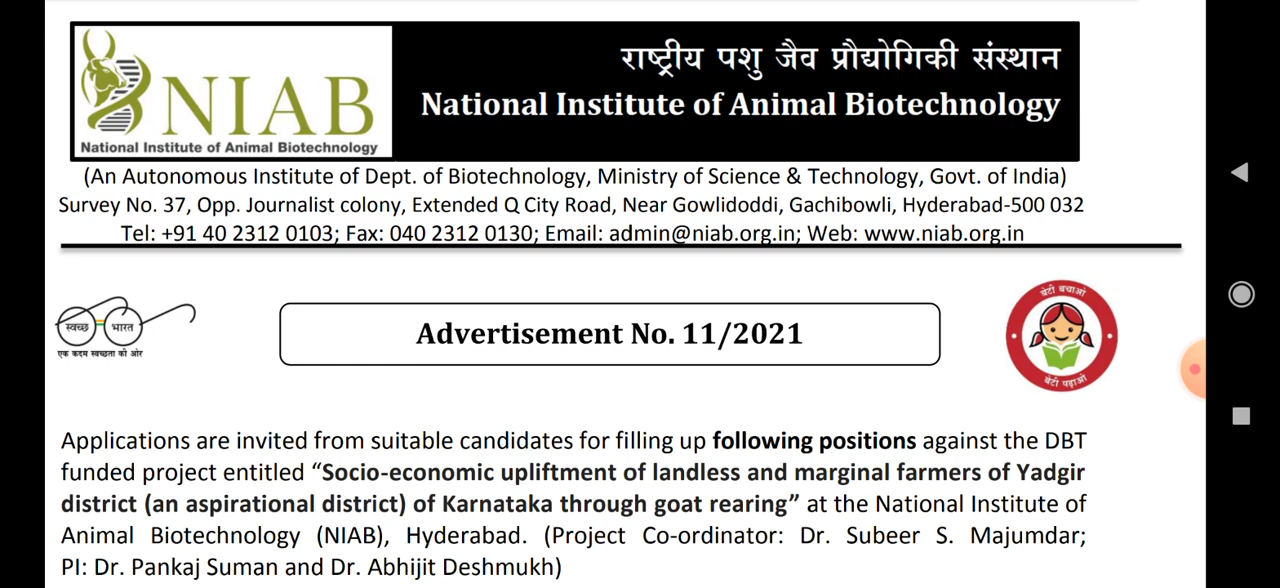 NIAB
National Institute of Animal Biotechnology
राष्ट्रीय पशु जैव प्रौद्योगिकी संस्थान
National Institute of Animal Biotechnology
(An Autonomous Institute of Dept. of Biotechnology, Ministry of Science & Technology, Govt. of India)
Survey No. 37, Opp. Journalist colony, Extended Q City Road, Near Gowlidoddi, Gachibowli, Hyderabad-500 032
Tel: +91 40 2312 0103; Fax: 040 2312 0130; Email: admin@niab.org.in; Web: www.niab.org.in
स्वच्छ भारत
एक कदम स्वच्छता की ओर
Advertisement No. 11/2021
बेटी बचाओ
बेटी पढ़ाओ
Applications are invited from suitable candidates for filling up following positions against the DBT
funded project entitled “Socio-economic upliftment of landless and marginal farmers of Yadgir
district (an aspirational district) of Karnataka through goat rearing” at the National Institute of
Animal Biotechnology (NIAB), Hyderabad. (Project Co-ordinator: Dr. Subeer S. Majumdar;
PI: Dr. Pankaj Suman and Dr. Abhijit Deshmukh)